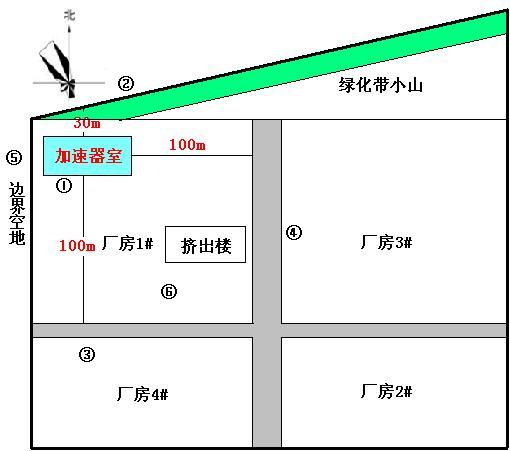 北
②
绿化带小山
30m
⑤
加速器室
100m
①
边界空地
④
100m
厂房1#
挤出楼
厂房3#
⑥
③
厂房4#
厂房2#